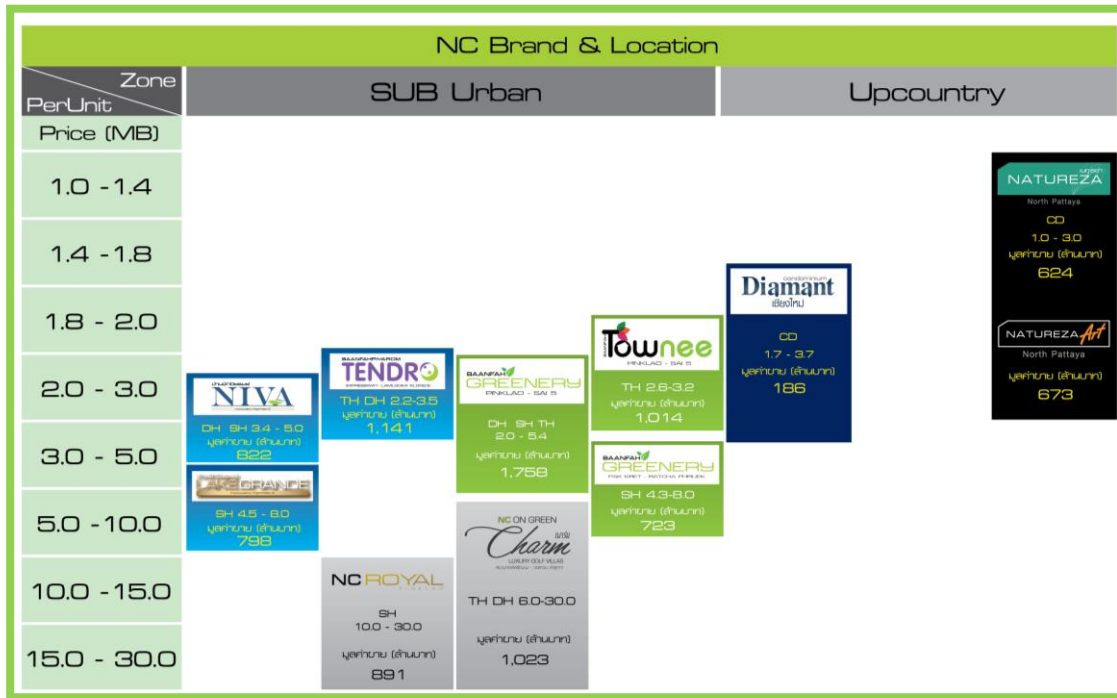 NC Brand & Location
Zone
PerUnit
SUB Urban
Upcountry
Price (MB)
1.0 - 1.4
1.4 - 1.8
1.8 - 2.0
2.0 - 3.0
3.0 - 5.0
5.0 - 10.0
10.0 - 15.0
15.0 - 30.0
NIVA
DH SH 3.4 - 5.0
มูลค่าขาย (ล้านบาท)
822
LAKE GRANDE
SH 4.5 - 8.0
มูลค่าขาย (ล้านบาท)
798
BAANFAHPIYAROM
TENDRO
TH DH 2.2-3.5
มูลค่าขาย (ล้านบาท)
1,141
NC ROYAL
SH
10.0 - 30.0
มูลค่าขาย (ล้านบาท)
891
BAANFAH
GREENERY
PINKLAO - SAI 5
DH SH TH
2.0 - 5.4
มูลค่าขาย (ล้านบาท)
1,758
NC ON GREEN
Charm
LUXURY GOLF VILLAS
TH DH 6.0-30.0
มูลค่าขาย (ล้านบาท)
1,023
Townee
PINKLAO - SAI 5
TH 2.6-3.2
มูลค่าขาย (ล้านบาท)
1,014
BAANFAH
GREENERY
PAK KRET - RATCHA PHRUEK
SH 4.3-8.0
มูลค่าขาย (ล้านบาท)
723
condominium
Diamant
เชียงใหม่
CD
1.7 - 3.7
มูลค่าขาย (ล้านบาท)
186
NATUREZA
North Pattaya
CD
1.0 - 3.0
มูลค่าขาย (ล้านบาท)
624
NATUREZA Art
North Pattaya
มูลค่าขาย (ล้านบาท)
673